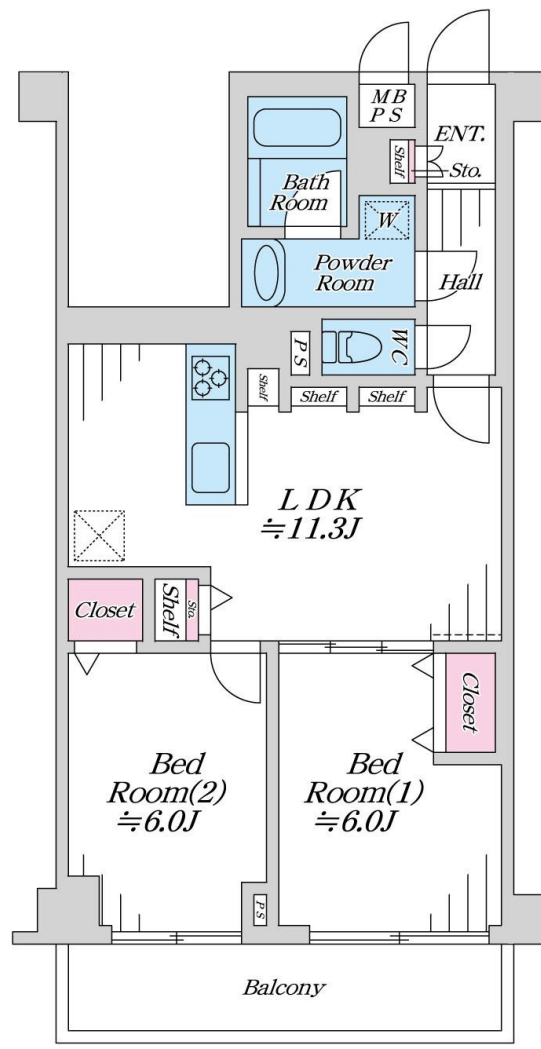 MB
PS
ENT.
Shelf
Sto.
Bath
Room
W
Powder
Room
Hall
PS
WC
Shelf
Shelf
Shelf
LDK
≒11.3J
Closet
Shelf
Sto.
Closet
Bed
Room(2)
≒6.0J
Bed
Room(1)
≒6.0J
PS
Balcony